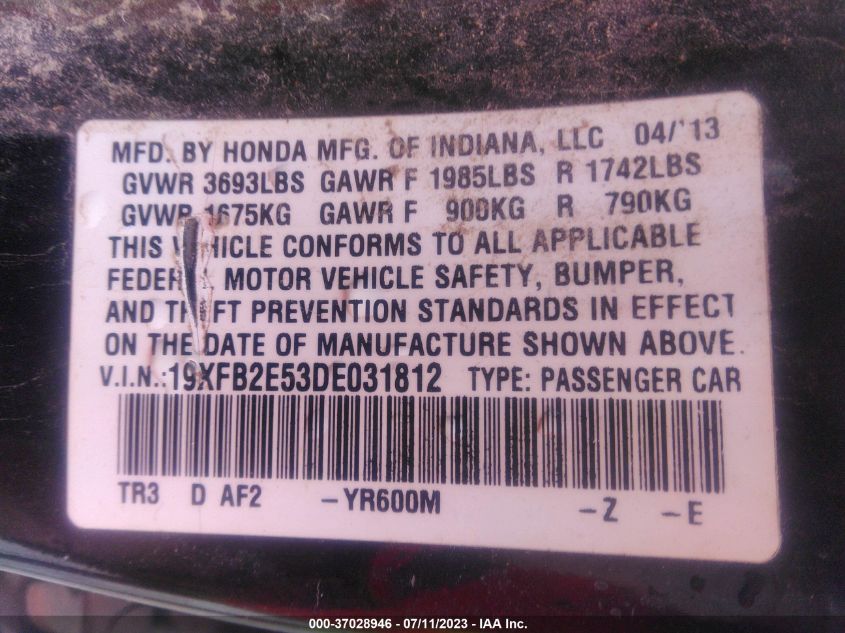 MFD. BY HONDA MFG. OF INDIANA, LLC 04/'13
GVWR 3693LBS GAWR F 1985LBS R 1742LBS
GVWR 1675KG GAWR F 900KG R 790KG
THIS VEHICLE CONFORMS TO ALL APPLICABLE
FEDERAL MOTOR VEHICLE SAFETY, BUMPER,
AND THEFT PREVENTION STANDARDS IN EFFECT
ON THE DATE OF MANUFACTURE SHOWN ABOVE.
V.I.N.:19XFB2E53DE031812 TYPE: PASSENGER CAR
TR3 D AF2 -YR600M -Z -E
000-37028946 - 07/11/2023 - IAA Inc.